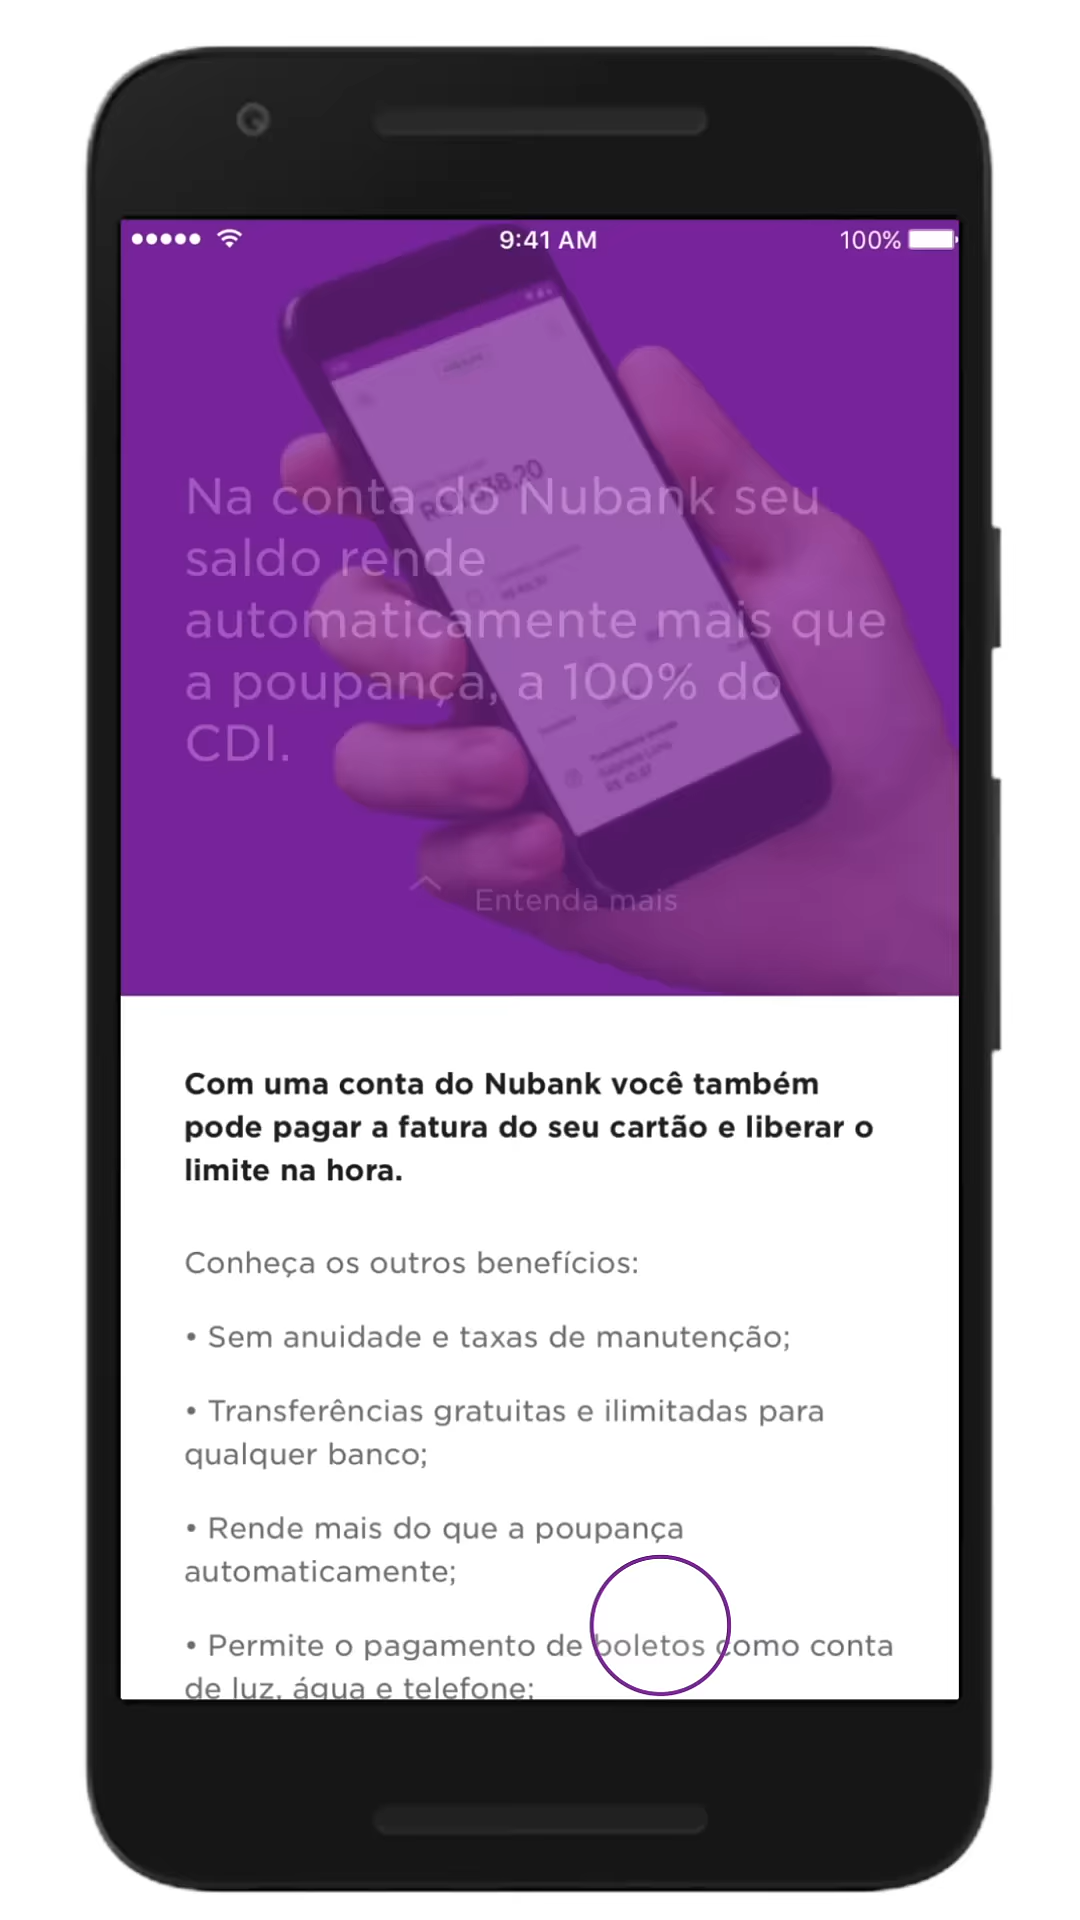 9:41 AM
100%
Na conta do Nubank seu
saldo rende
automaticamente mais que
a poupança, a 100% do
CDI.
Entenda mais
Com uma conta do Nubank você também
pode pagar a fatura do seu cartão e liberar o
limite na hora.
Conheça os outros benefícios:
• Sem anuidade e taxas de manutenção;
• Transferências gratuitas e ilimitadas para
qualquer banco;
• Rende mais do que a poupança
automaticamente;
• Permite o pagamento de boletos como conta
de luz, água e telefone;